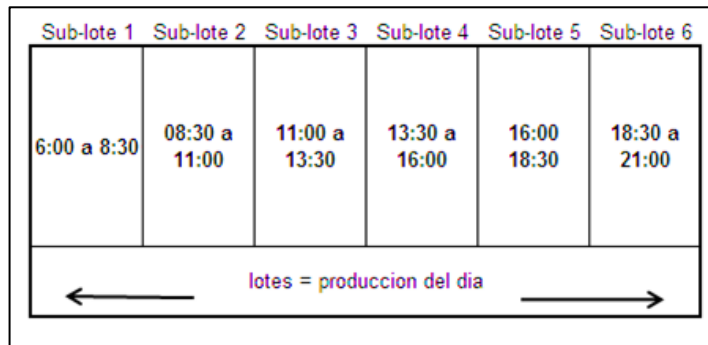 Sub-lote 1 Sub-lote 2 Sub-lote 3 Sub-lote 4 Sub-lote 5 Sub-lote 6
6:00 a 8:30
08:30 a
11:00
11:00 a
13:30
13:30 a
16:00
16:00
18:30
18:30 a
21:00
lotes = produccion del dia